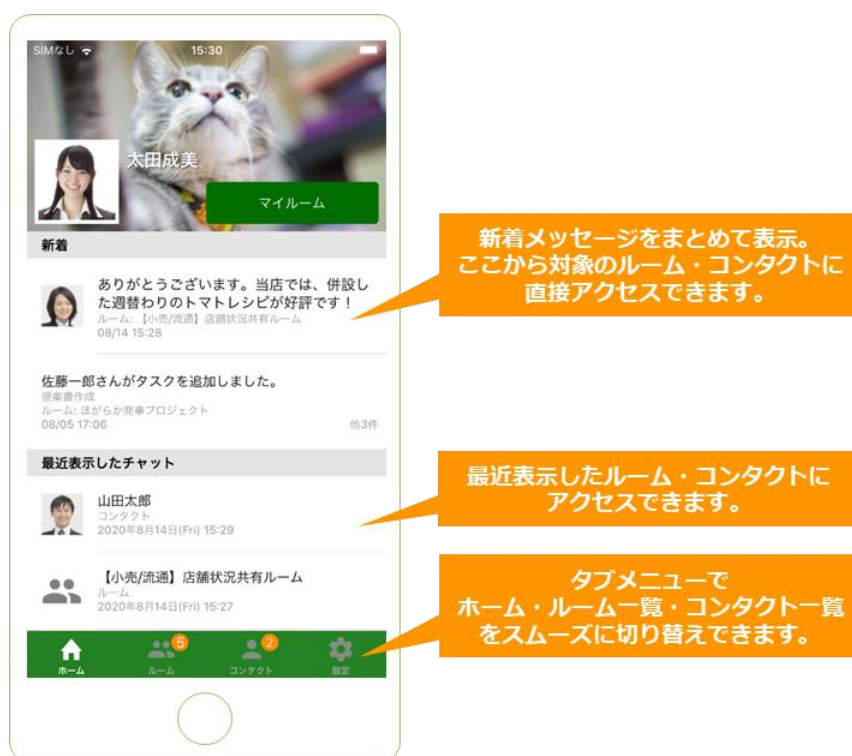 SIMなし
15:30
太田成美
マイルーム
新着
ありがとうございます。当店では、併設し
た週替わりのトマトレシピが好評です！
ルーム: 【小売/流通】店舗状況共有ルーム
08/14 15:28
佐藤一郎さんがタスクを追加しました。
提案書作成
ルーム: ほがらか商事プロジェクト
08/05 17:06
他3件
最近表示したチャット
山田太郎
コンタクト
2020年8月14日(Fri) 15:29
【小売/流通】店舗状況共有ルーム
ルーム
2020年8月14日(Fri) 15:27
5
2
ホーム
ルーム
コンタクト
設定
新着メッセージをまとめて表示。
ここから対象のルーム・コンタクトに
直接アクセスできます。
最近表示したルーム・コンタクトに
アクセスできます。
タブメニューで
ホーム・ルーム一覧・コンタクト一覧
をスムーズに切り替えできます。